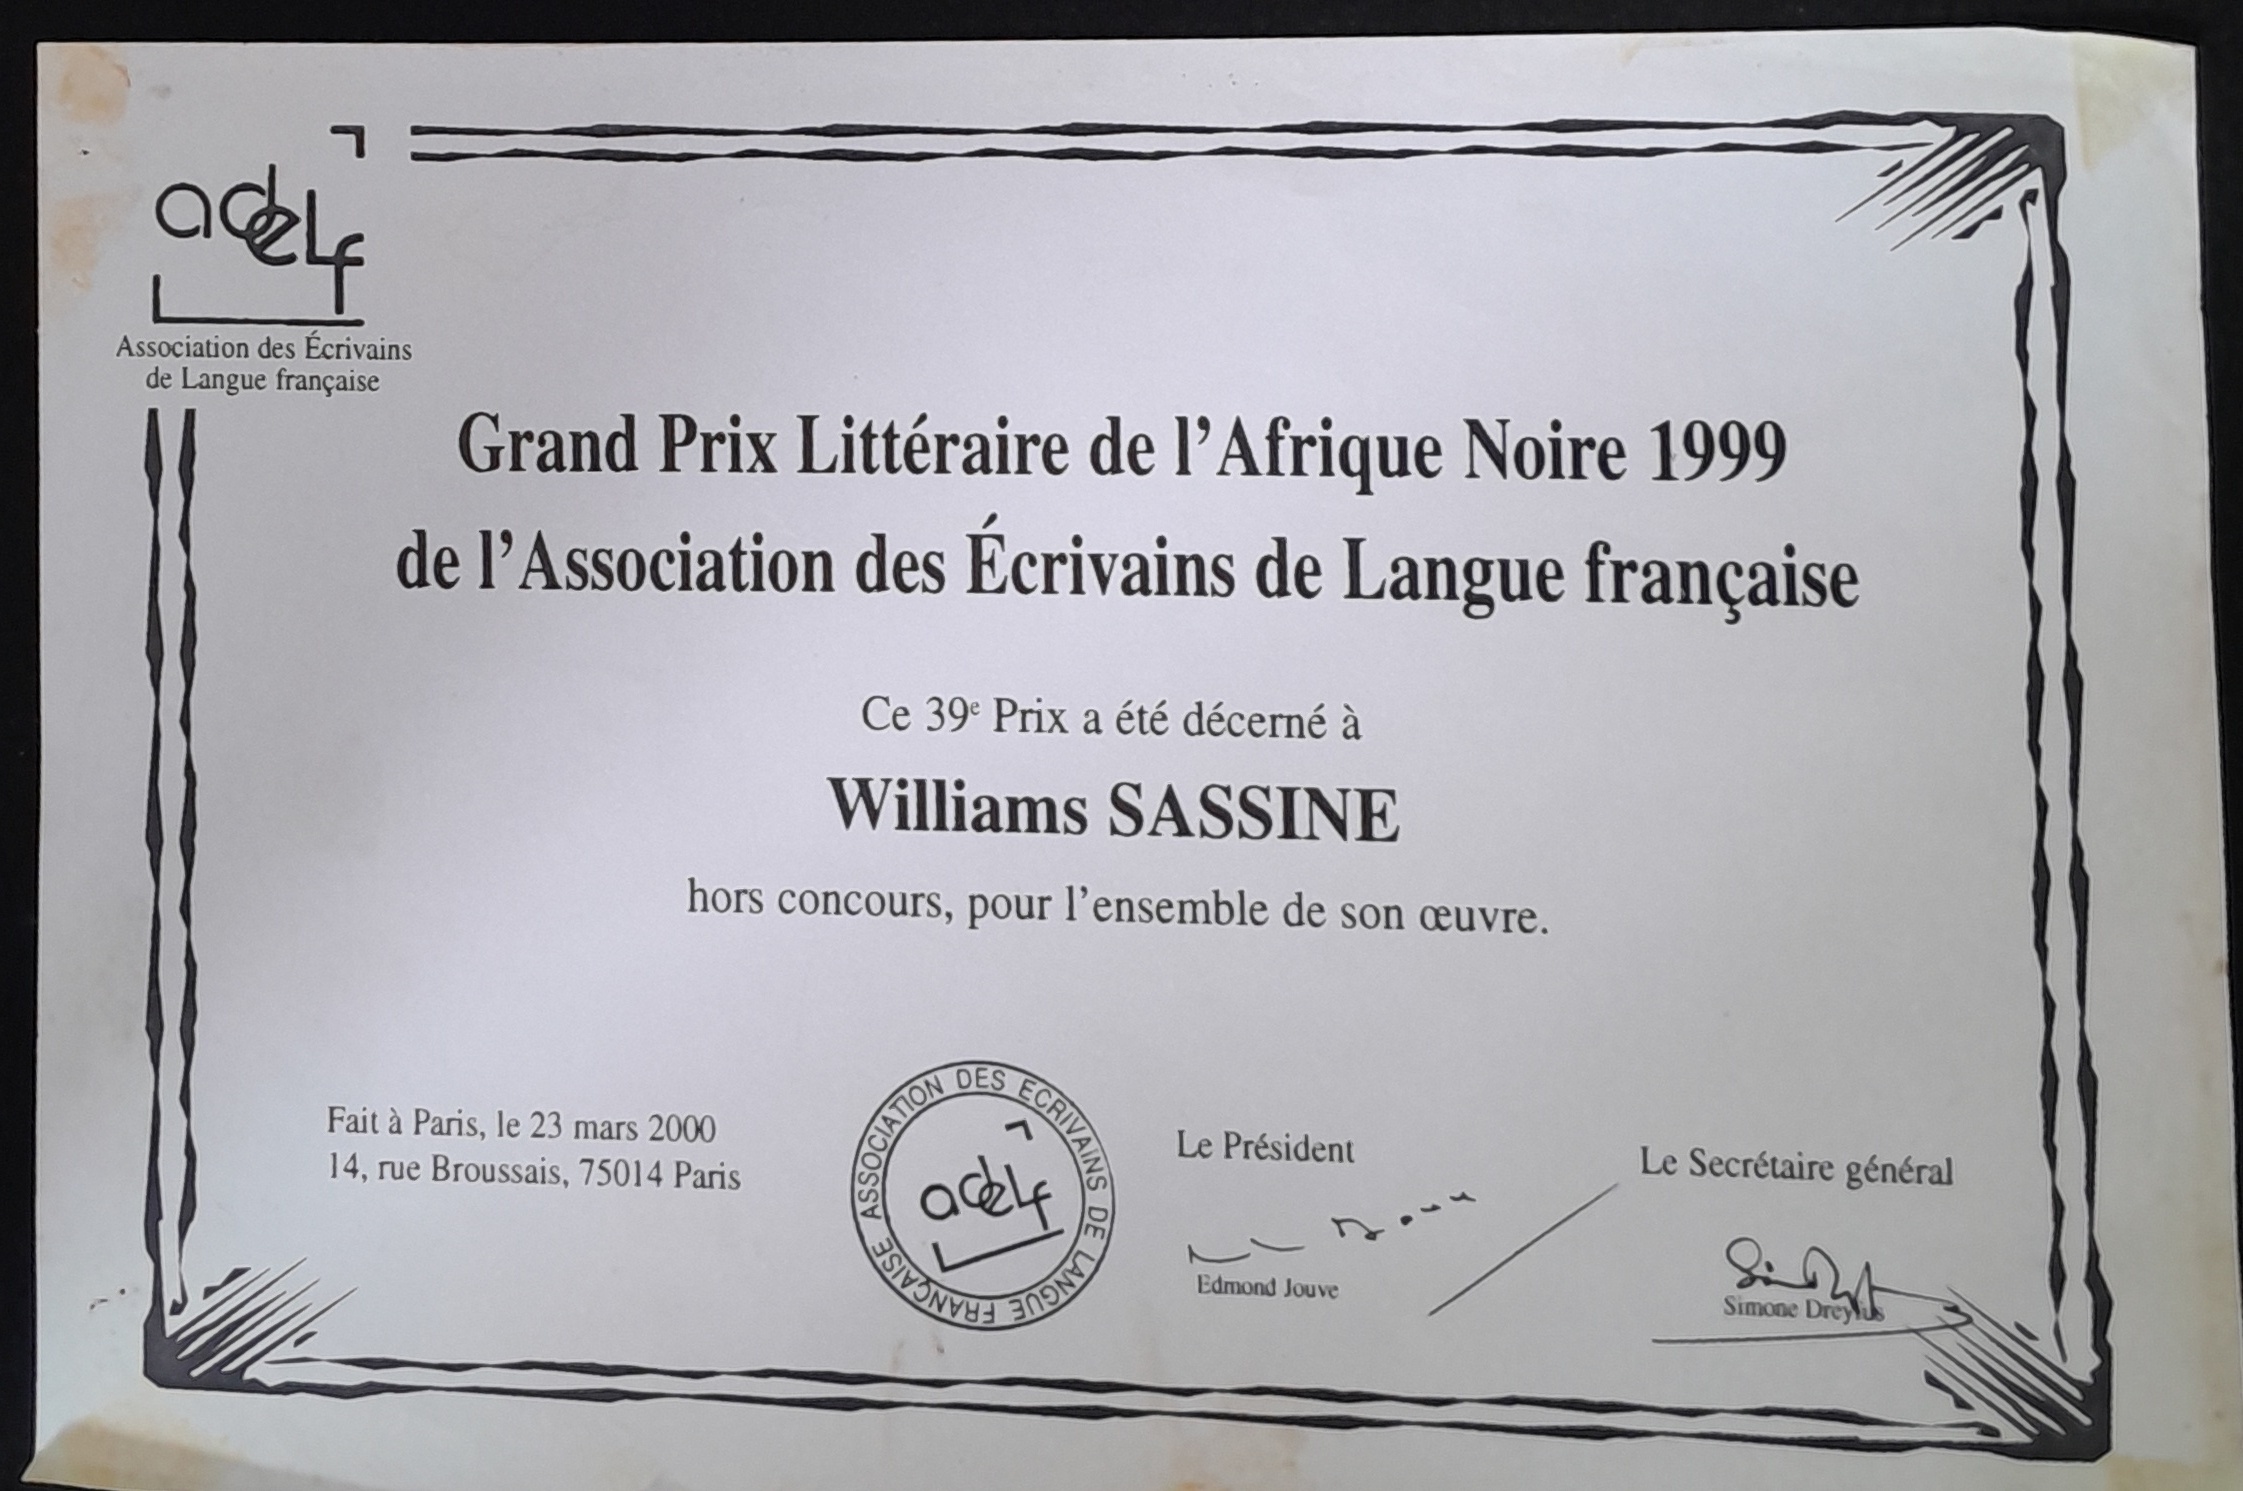 adelf
Association des Écrivains
de Langue française
Grand Prix Littéraire de l'Afrique Noire 1999
de l'Association des Écrivains de Langue française
Ce 39e Prix a été décerné à
Williams SASSINE
hors concours, pour l'ensemble de son œuvre.
Fait à Paris, le 23 mars 2000
14, rue Broussais, 75014 Paris
ASSOCIATION DES ECRIVAINS DE LANGUE FRANÇAISE
adelf
Le Président
Edmond Jouve
Le Secrétaire général
Simone Dreyfus